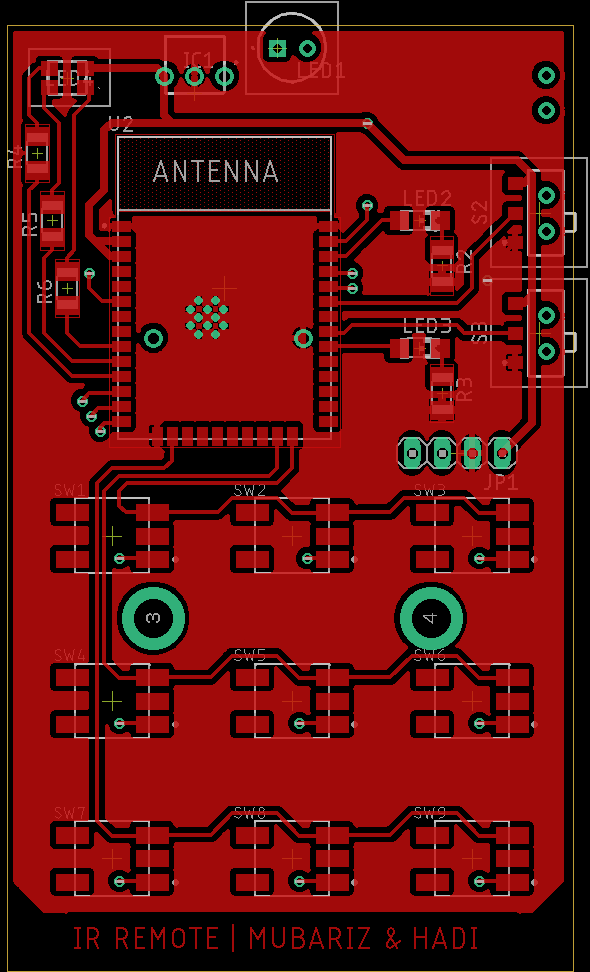 IC1
LED1
LED4
U2
R4
ANTENNA
R5
LED2
S2
R2
R6
S3
LED3
R3
JP1
SW1 SW2 SW3
3 4
SW4 SW5 SW6
SW7 SW8 SW9
IR REMOTE | MUBARIZ & HADI